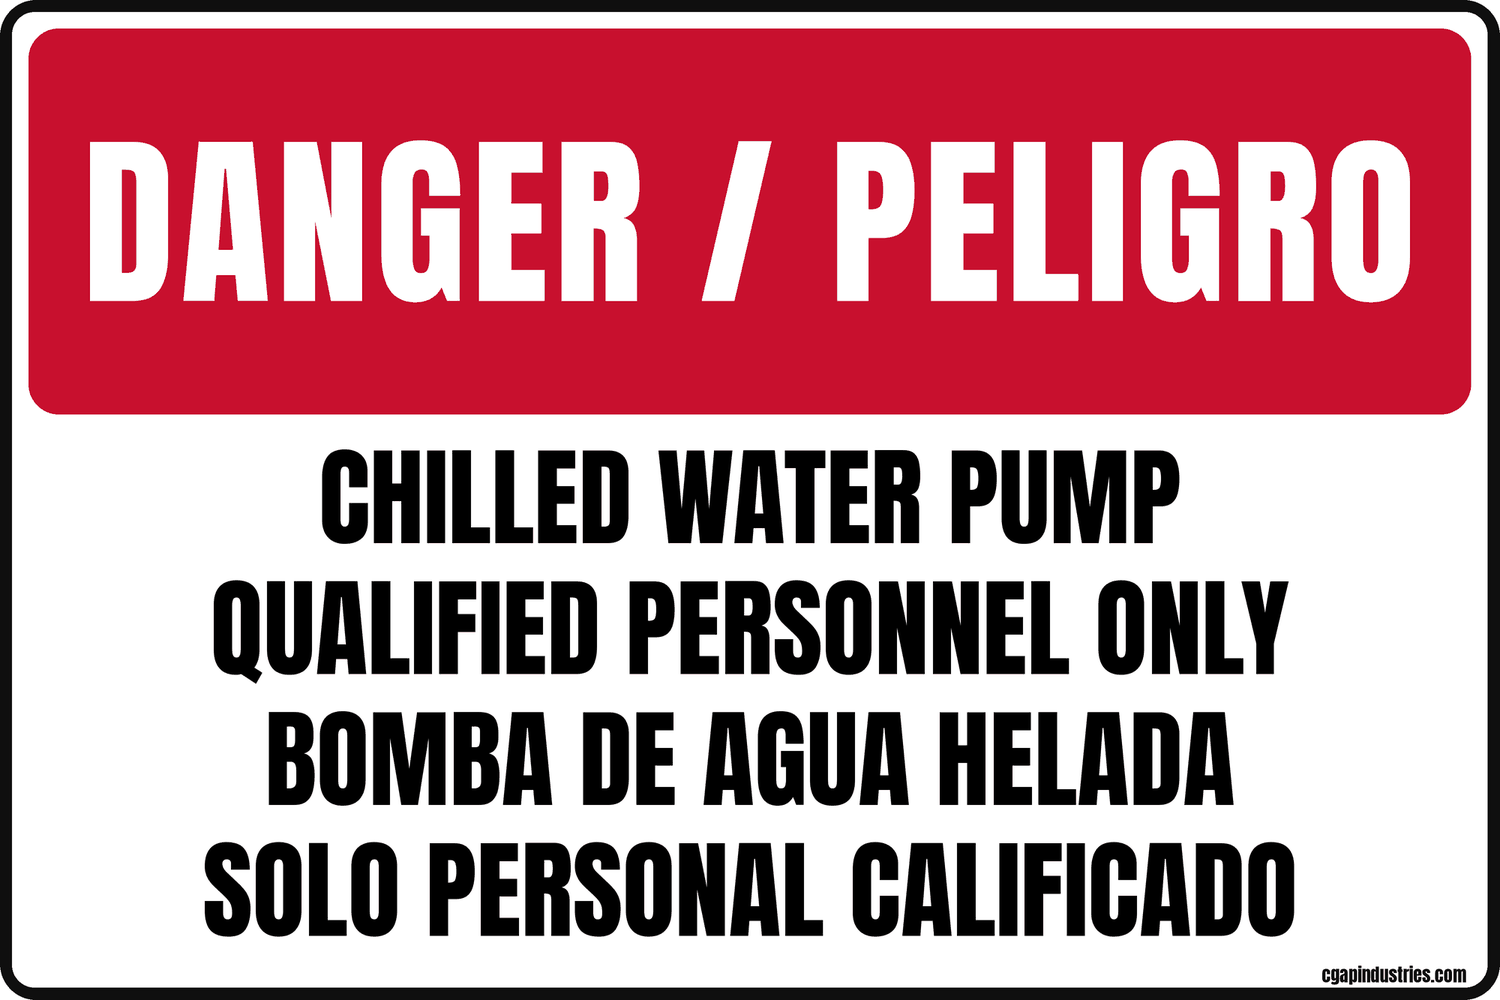 DANGER / PELIGRO
CHILLED WATER PUMP
QUALIFIED PERSONNEL ONLY
BOMBA DE AGUA HELADA
SOLO PERSONAL CALIFICADO
cgapindustries.com